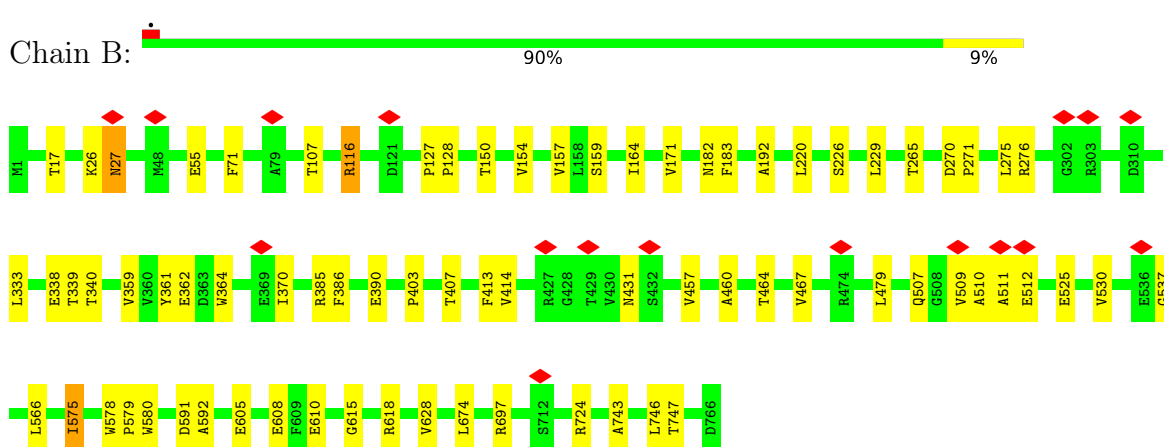 Chain B:
90% 9%
M1 T17 K26 N27 M48 E55 F71 A79 T107 R116 D121 P127 P128 T150 V154 V157 L158 S159 I164 V171 N182 F183 A192 L220 S226 L229 T265 D270 P271 L275 R276 G302 R303 D310
L333 E338 T339 T340 V359 V360 Y361 E362 D363 W364 E369 I370 R385 F386 E390 P403 T407 F413 V414 R427 G428 T429 V430 N431 S432 V457 A460 T464 V467 R474 L479 Q507 G508 V509 A510 A511 E512 E525 V530 E536 G537
L566 I575 W578 P579 W580 D591 A592 E605 E608 F609 E610 G615 R618 V628 L674 R697 S712 R724 A743 L746 T747 D766